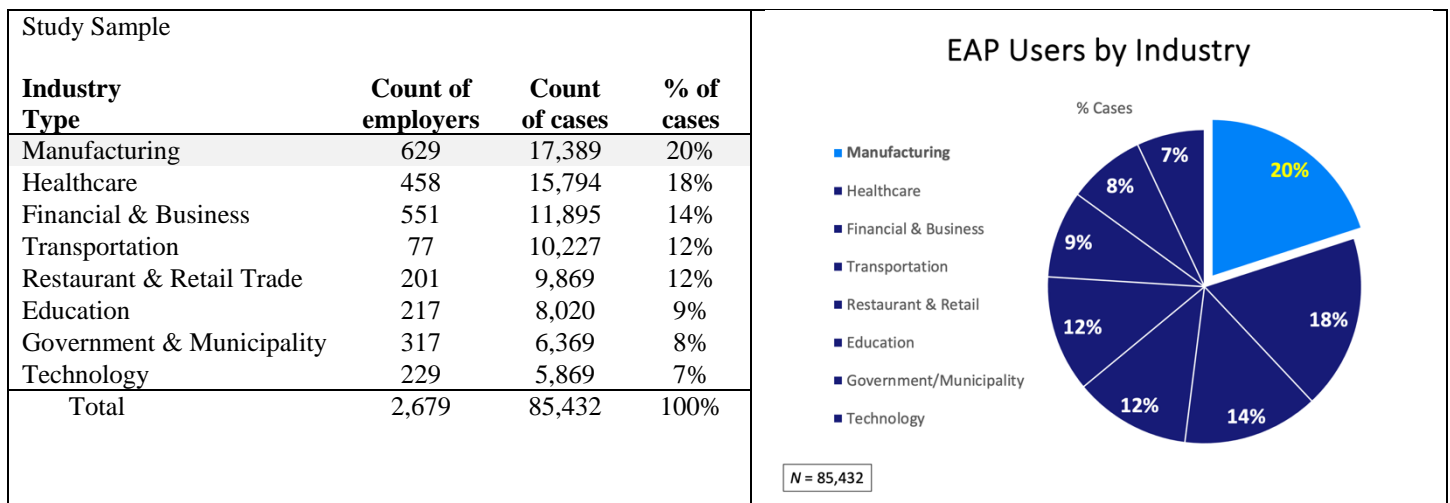 Study Sample
Industry Type Count of employers Count of cases % of cases
Manufacturing 629 17,389 20%
Healthcare 458 15,794 18%
Financial & Business 551 11,895 14%
Transportation 77 10,227 12%
Restaurant & Retail Trade 201 9,869 12%
Education 217 8,020 9%
Government & Municipality 317 6,369 8%
Technology 229 5,869 7%
Total 2,679 85,432 100%
EAP Users by Industry
% Cases
Manufacturing
Healthcare
Financial & Business
Transportation
Restaurant & Retail
Education
Government/Municipality
Technology
20%
18%
14%
12%
12%
9%
8%
7%
N = 85,432